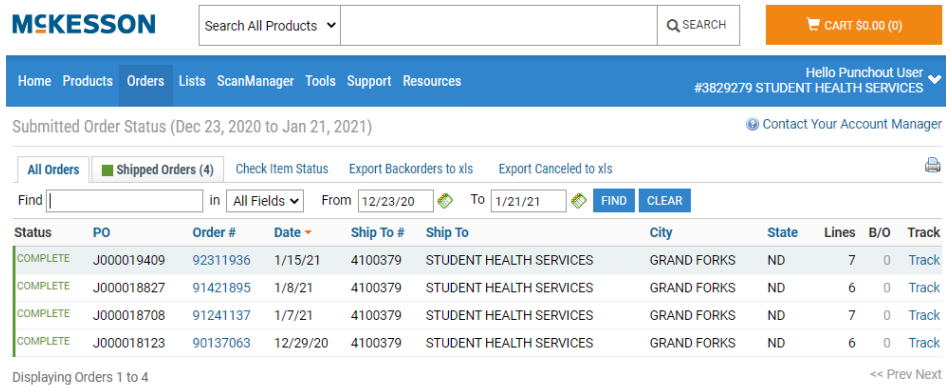 MCKESSON
Search All Products SEARCH CART $0.00 (0)
Home Products Orders Lists ScanManager Tools Support Resources
Hello Punchout User
#3829279 STUDENT HEALTH SERVICES
Submitted Order Status (Dec 23, 2020 to Jan 21, 2021) Contact Your Account Manager
All Orders Shipped Orders (4) Check Item Status Export Backorders to xls Export Canceled to xls
Find in All Fields From 12/23/20 To 1/21/21 FIND CLEAR
Status PO Order # Date Ship To # Ship To City State Lines B/O Track
COMPLETE J000019409 92311936 1/15/21 4100379 STUDENT HEALTH SERVICES GRAND FORKS ND 7 0 Track
COMPLETE J000018827 91421895 1/8/21 4100379 STUDENT HEALTH SERVICES GRAND FORKS ND 6 0 Track
COMPLETE J000018708 91241137 1/7/21 4100379 STUDENT HEALTH SERVICES GRAND FORKS ND 7 0 Track
COMPLETE J000018123 90137063 12/29/20 4100379 STUDENT HEALTH SERVICES GRAND FORKS ND 6 0 Track
Displaying Orders 1 to 4 << Prev Next